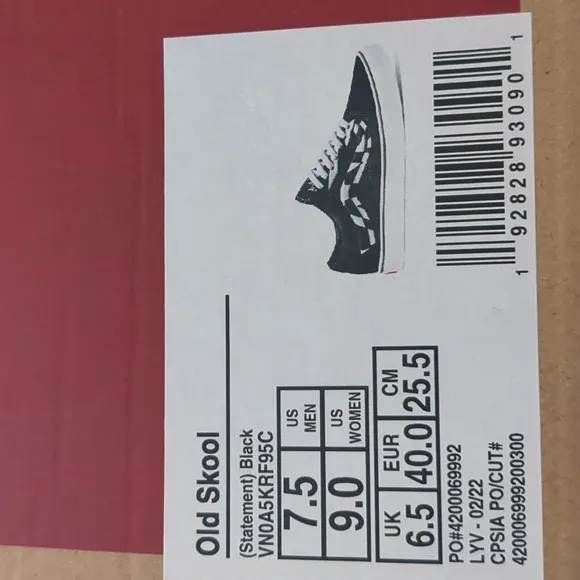 Old Skool
(Statement) Black
VN0A5KRF95C
7.5 US MEN
9.0 US WOMEN
UK EUR CM
6.5 40.0 25.5
PO#4200069992
LYV - 02/22
CPSIA PO/CUT#
420006999200300
1 92828 93090 1